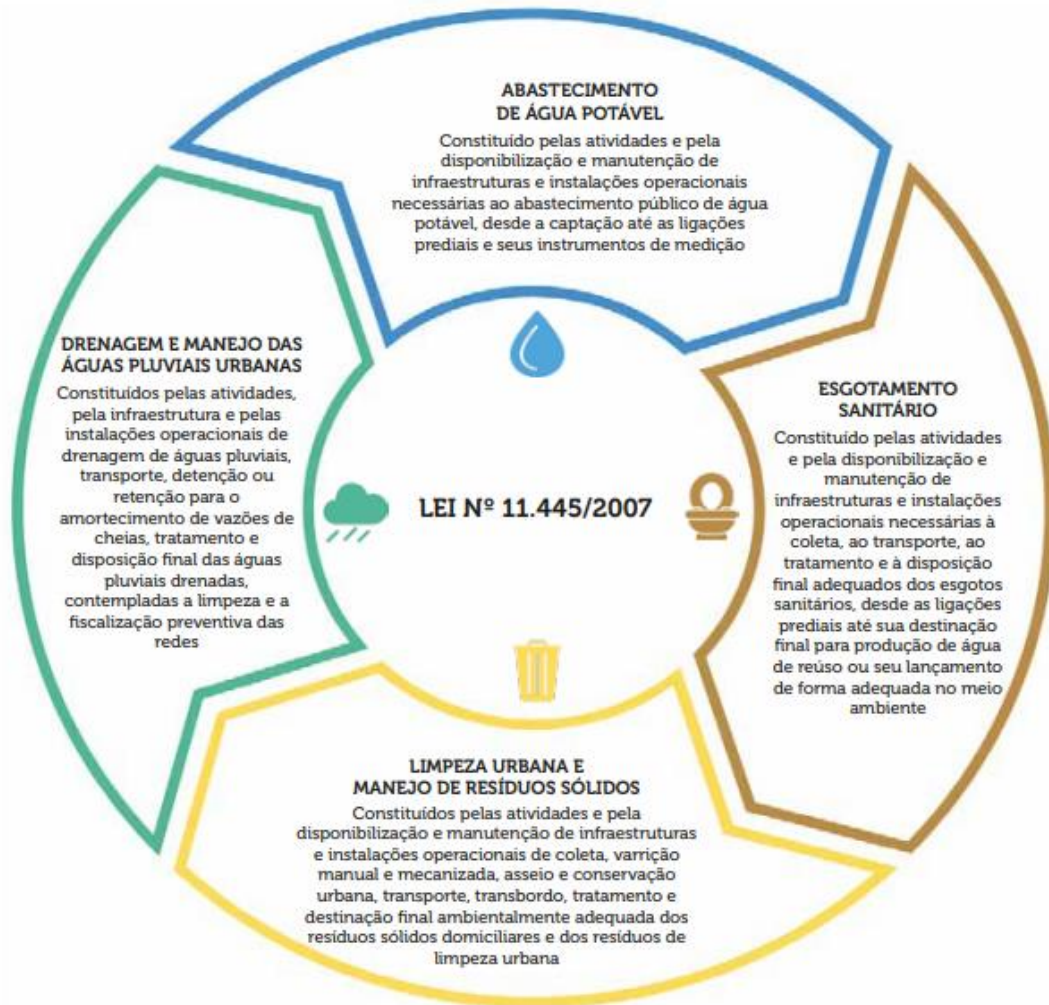 ABASTECIMENTO
DE ÁGUA POTÁVEL
Constituído pelas atividades e pela
disponibilização e manutenção de
infraestruturas e instalações operacionais
necessárias ao abastecimento público de água
potável, desde a captação até as ligações
prediais e seus instrumentos de medição
ESGOTAMENTO
SANITÁRIO
Constituído pelas atividades
e pela disponibilização e
manutenção de
infraestruturas e instalações
operacionais necessárias à
coleta, ao transporte, ao
tratamento e à disposição
final adequados dos esgotos
sanitários, desde as ligações
prediais até sua destinação
final para produção de água
de reúso ou seu lançamento
de forma adequada no meio
ambiente
LIMPEZA URBANA E
MANEJO DE RESÍDUOS SÓLIDOS
Constituídos pelas atividades e pela
disponibilização e manutenção de infraestruturas
e instalações operacionais de coleta, varrição
manual e mecanizada, asseio e conservação
urbana, transporte, transbordo, tratamento e
destinação final ambientalmente adequada dos
resíduos sólidos domiciliares e dos resíduos de
limpeza urbana
DRENAGEM E MANEJO DAS
ÁGUAS PLUVIAIS URBANAS
Constituídos pelas atividades,
pela infraestrutura e pelas
instalações operacionais de
drenagem de águas pluviais,
transporte, detenção ou
retenção para o
amortecimento de vazões de
cheias, tratamento e
disposição final das águas
pluviais drenadas,
contempladas a limpeza e a
fiscalização preventiva das
redes
LEI Nº 11.445/2007